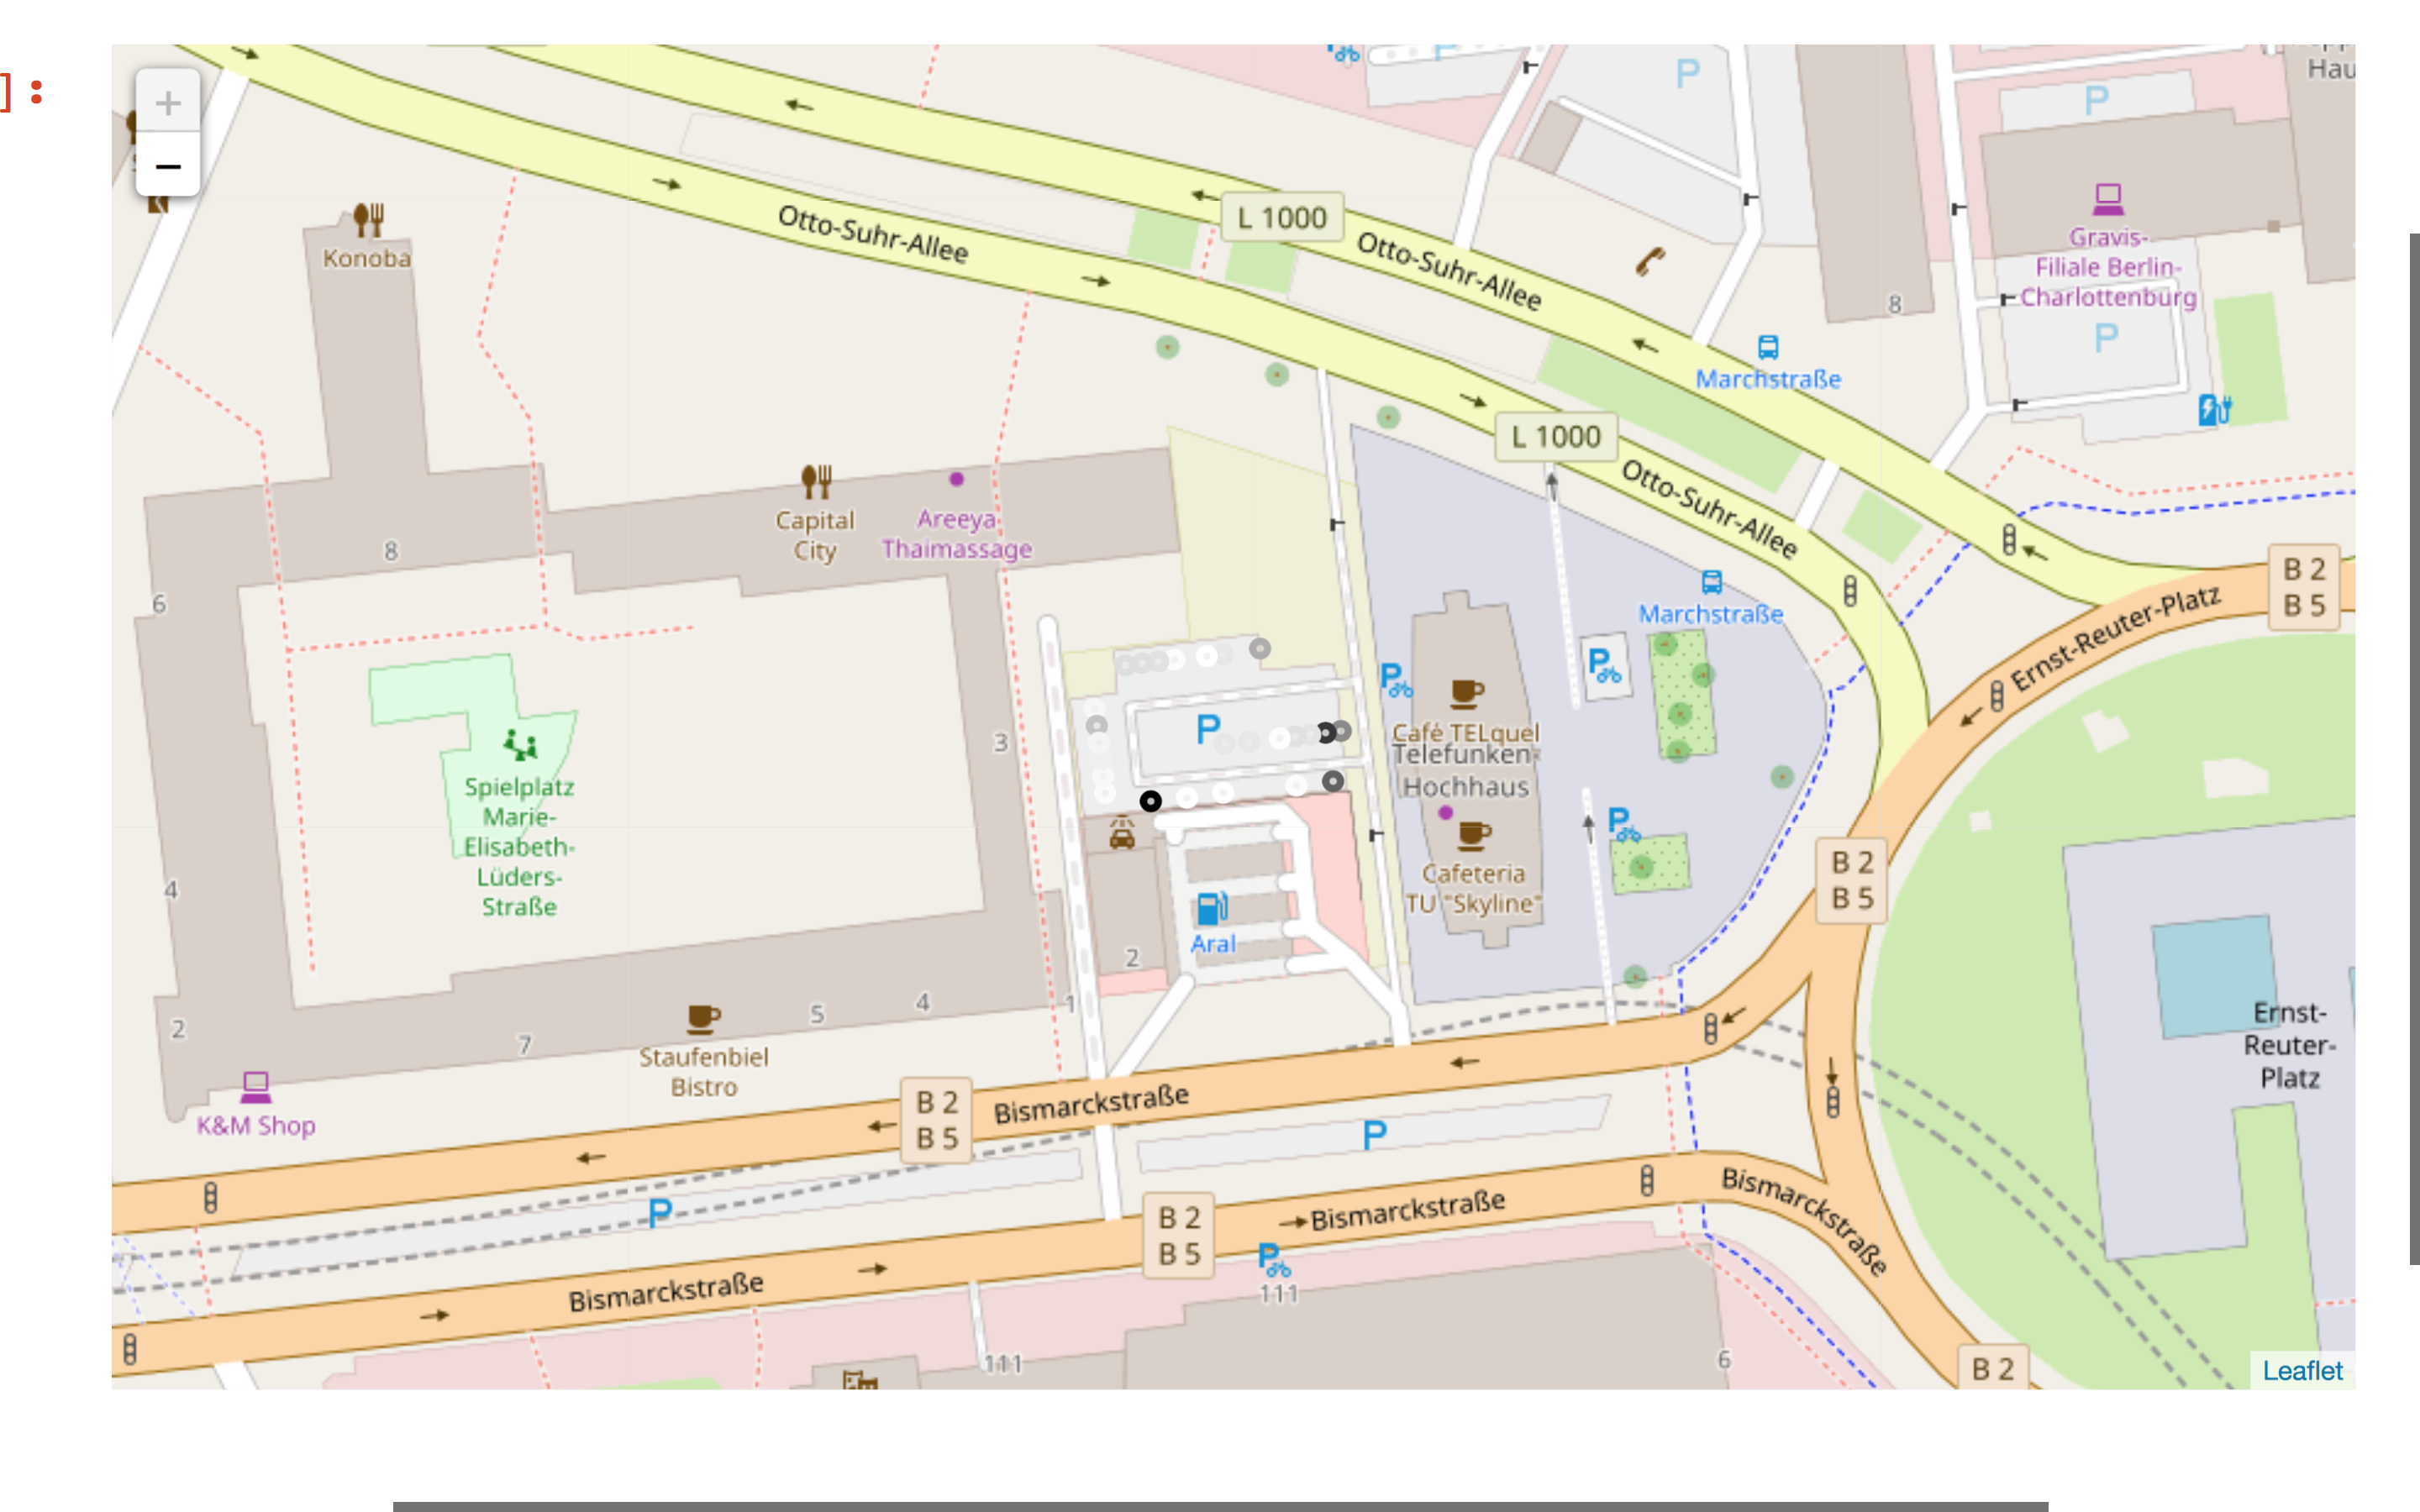 ]:
+
−
Hau
P
P
P
L 1000
Otto-Suhr-Allee
Otto-Suhr-Allee
Konoba
Gravis-
Filiale Berlin-
Charlottenburg
8
P
Marchstraße
L 1000
Otto-Suhr-Allee
Capital
City
Areeya
Thaimassage
8
6
B 2
B 5
Marchstraße
Ernst-Reuter-Platz
P
P
P
Café TELquel
Telefunken-
Hochhaus
3
Spielplatz
Marie-
Elisabeth-
Lüders-
Straße
P
Cafeteria
TU "Skyline"
B 2
B 5
4
Aral
2
1
4
5
7
2
Staufenbiel
Bistro
Ernst-
Reuter-
Platz
K&M Shop
B 2
B 5
Bismarckstraße
P
P
B 2
B 5
Bismarckstraße
Bismarckstraße
Bismarckstraße
P
111
111
6
B 2
Leaflet